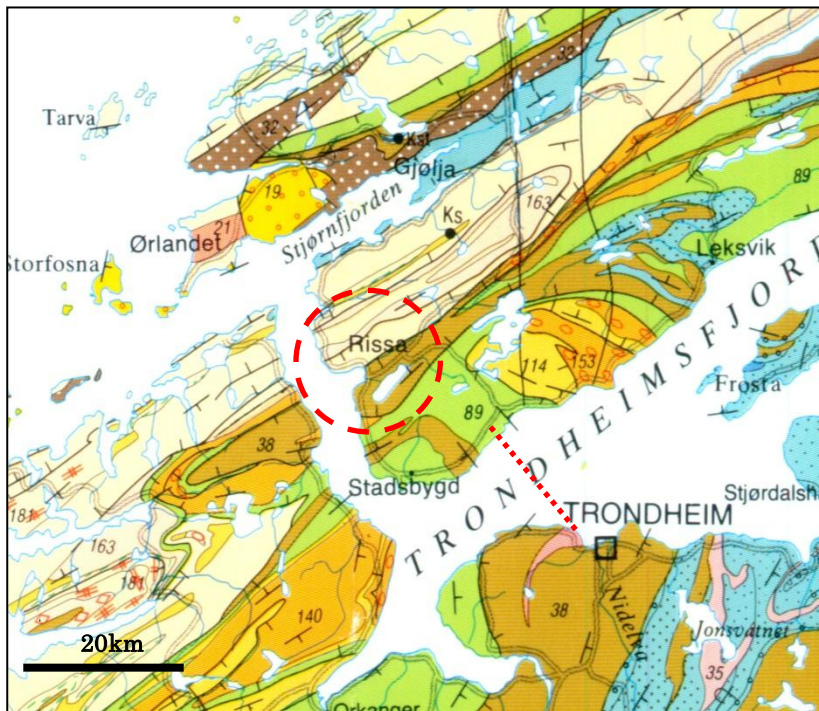 Tarva
32
32
Kst
Gjølja
19
21
Ørlandet
Stjørnfjorden
Ks
163
89
Leksvik
Storfosna
Rissa
114
153
Frosta
38
89
Stadsbygd
TRONDHEIMSFJORD
Stjørdalsh
TRONDHEIM
181
163
181
38
Nidelva
Jonsvatnet
140
35
20km
Orkanger